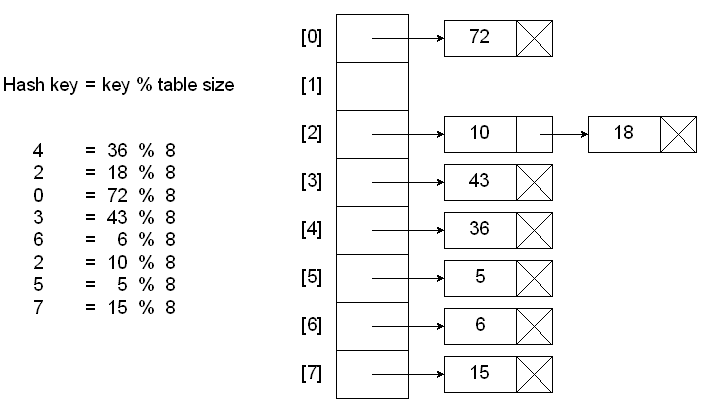 Hash key = key % table size
4 = 36 % 8
2 = 18 % 8
0 = 72 % 8
3 = 43 % 8
6 = 6 % 8
2 = 10 % 8
5 = 5 % 8
7 = 15 % 8
[0] 72
[1]
[2] 10 18
[3] 43
[4] 36
[5] 5
[6] 6
[7] 15